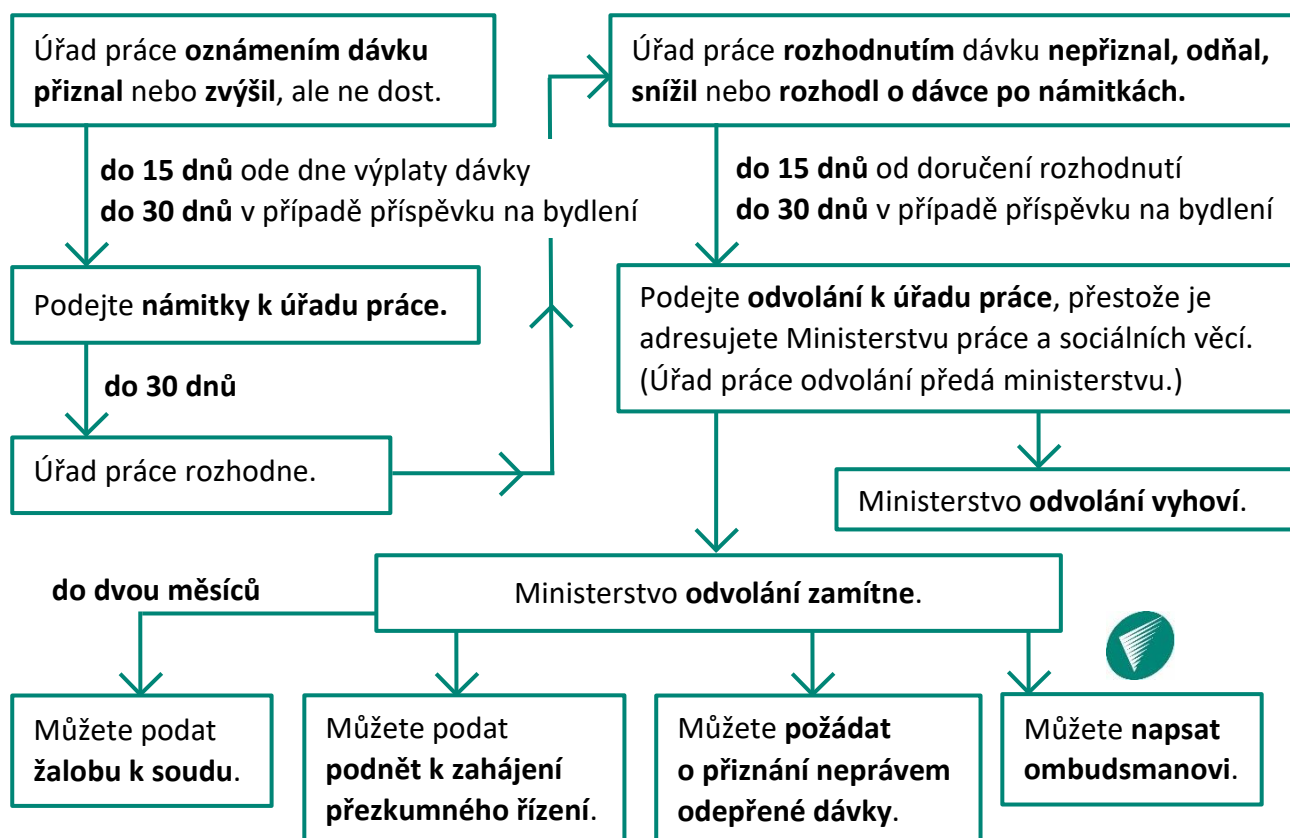 Úřad práce oznámením dávku
přiznal nebo zvýšil, ale ne dost.
do 15 dnů ode dne výplaty dávky
do 30 dnů v případě příspěvku na bydlení
Podejte námitky k úřadu práce.
do 30 dnů
Úřad práce rozhodne.
Úřad práce rozhodnutím dávku nepřiznal, odňal,
snížil nebo rozhodl o dávce po námitkách.
do 15 dnů od doručení rozhodnutí
do 30 dnů v případě příspěvku na bydlení
Podejte odvolání k úřadu práce, přestože je
adresujete Ministerstvu práce a sociálních věcí.
(Úřad práce odvolání předá ministerstvu.)
Ministerstvo odvolání vyhoví.
Ministerstvo odvolání zamítne.
do dvou měsíců
Můžete podat
žalobu k soudu.
Můžete podat
podnět k zahájení
přezkumného řízení.
Můžete požádat
o přiznání neprávem
odepřené dávky.
Můžete napsat
ombudsmanovi.